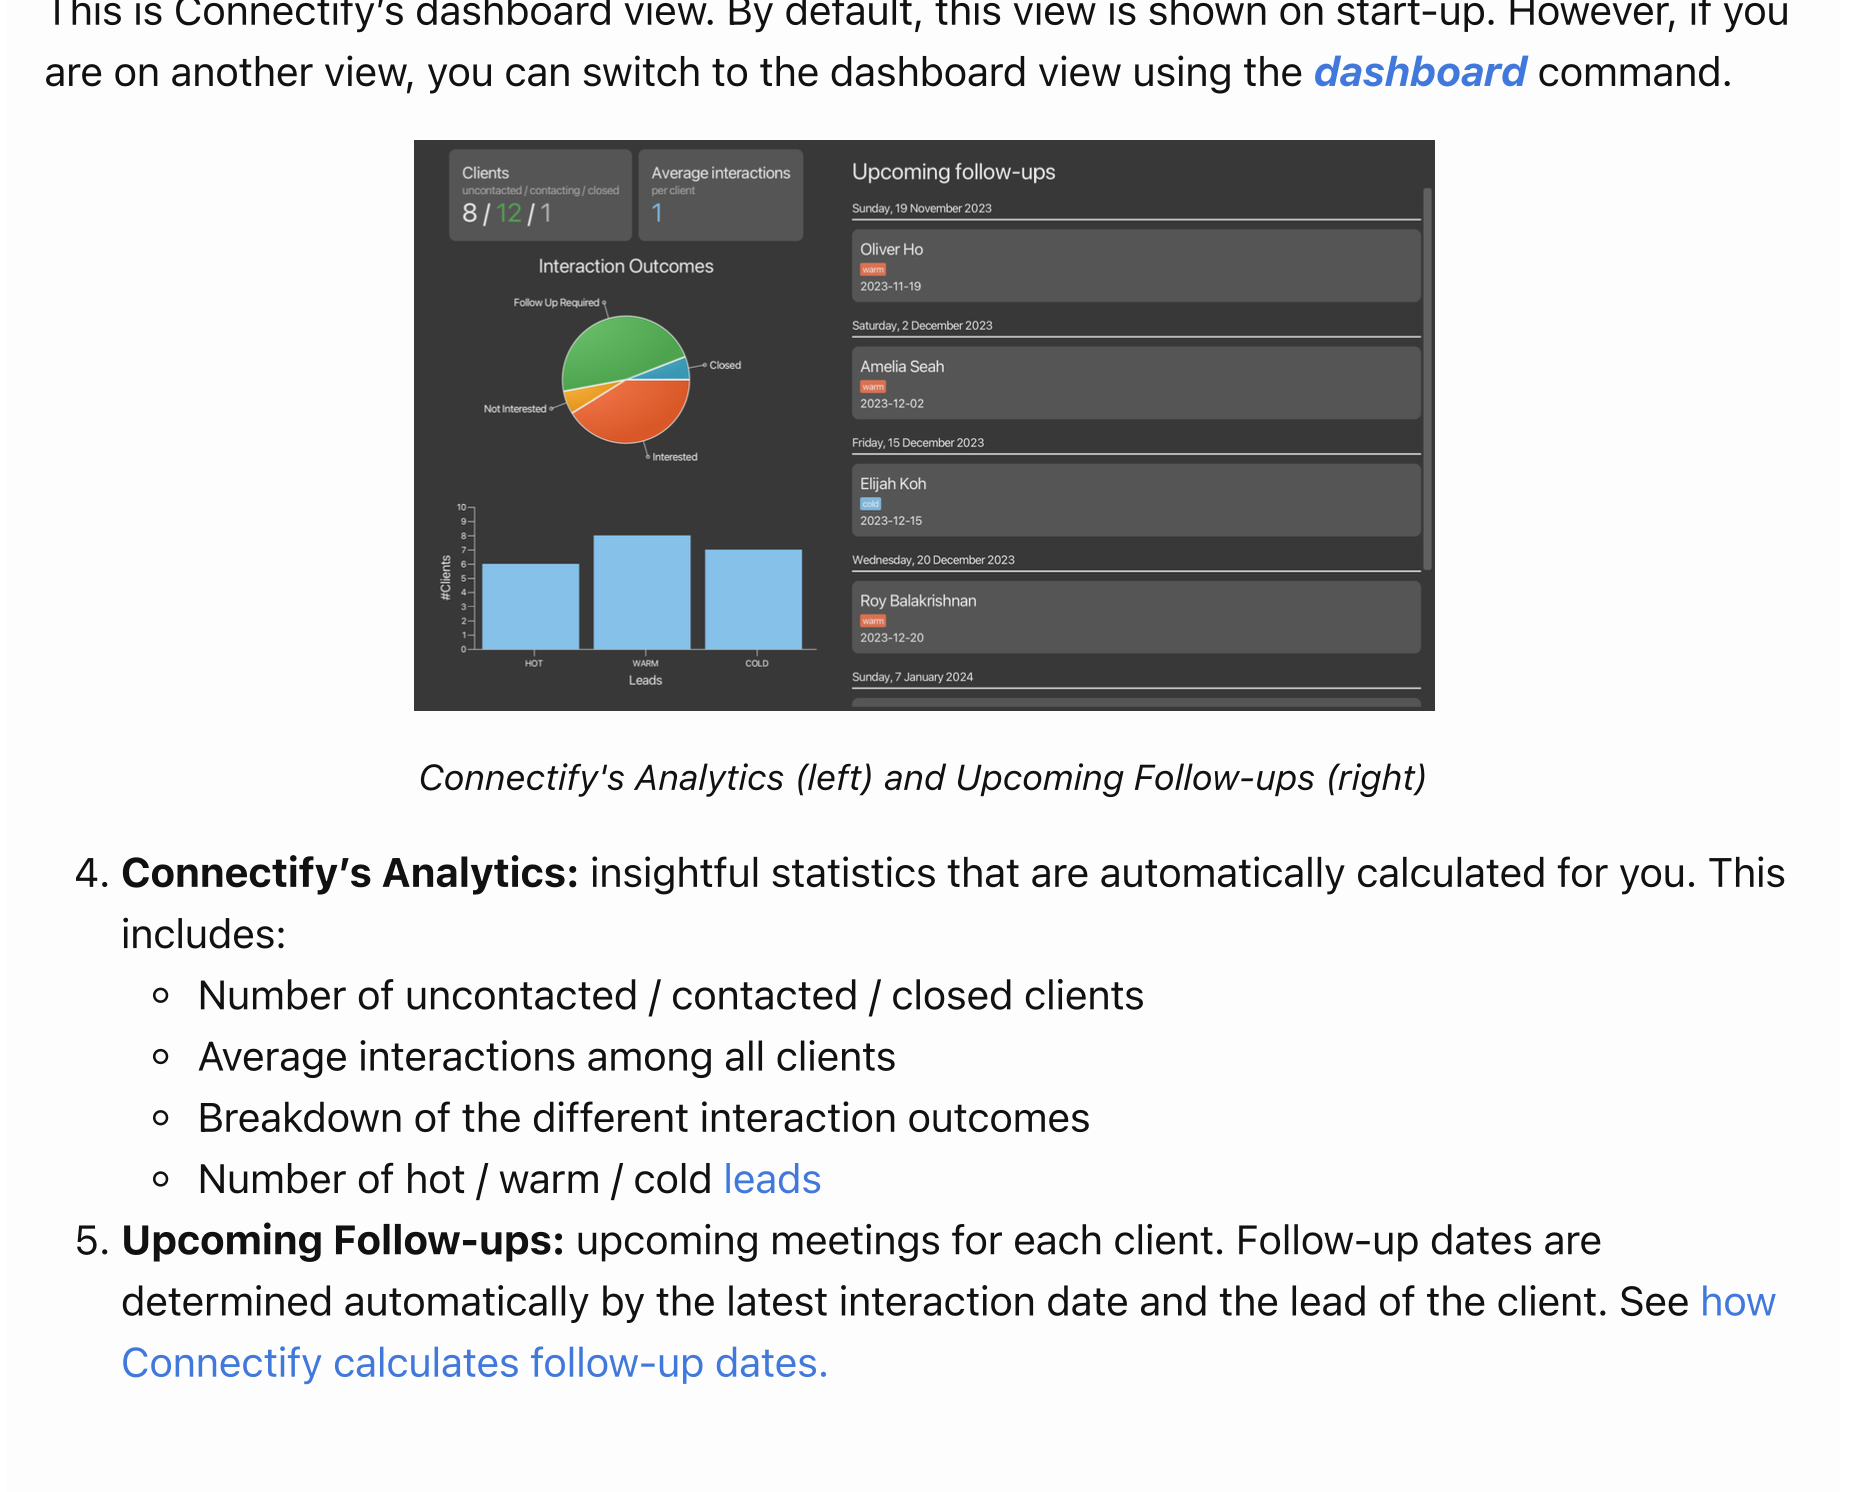 This is Connectify’s dashboard view. By default, this view is shown on start-up. However, if you
are on another view, you can switch to the dashboard view using the dashboard command.
Clients
uncontacted / contacting / closed
8 / 12 / 1
Average interactions
per client
1
Interaction Outcomes
Follow Up Required
Closed
Not Interested
Interested
10
9
8
7
6
5
4
3
2
1
0
#Clients
HOT
WARM
COLD
Leads
Upcoming follow-ups
Sunday, 19 November 2023
Oliver Ho
warm
2023-11-19
Saturday, 2 December 2023
Amelia Seah
warm
2023-12-02
Friday, 15 December 2023
Elijah Koh
cold
2023-12-15
Wednesday, 20 December 2023
Roy Balakrishnan
warm
2023-12-20
Sunday, 7 January 2024
Connectify's Analytics (left) and Upcoming Follow-ups (right)
4. Connectify’s Analytics: insightful statistics that are automatically calculated for you. This
includes:
Number of uncontacted / contacted / closed clients
Average interactions among all clients
Breakdown of the different interaction outcomes
Number of hot / warm / cold leads
5. Upcoming Follow-ups: upcoming meetings for each client. Follow-up dates are
determined automatically by the latest interaction date and the lead of the client. See how
Connectify calculates follow-up dates.